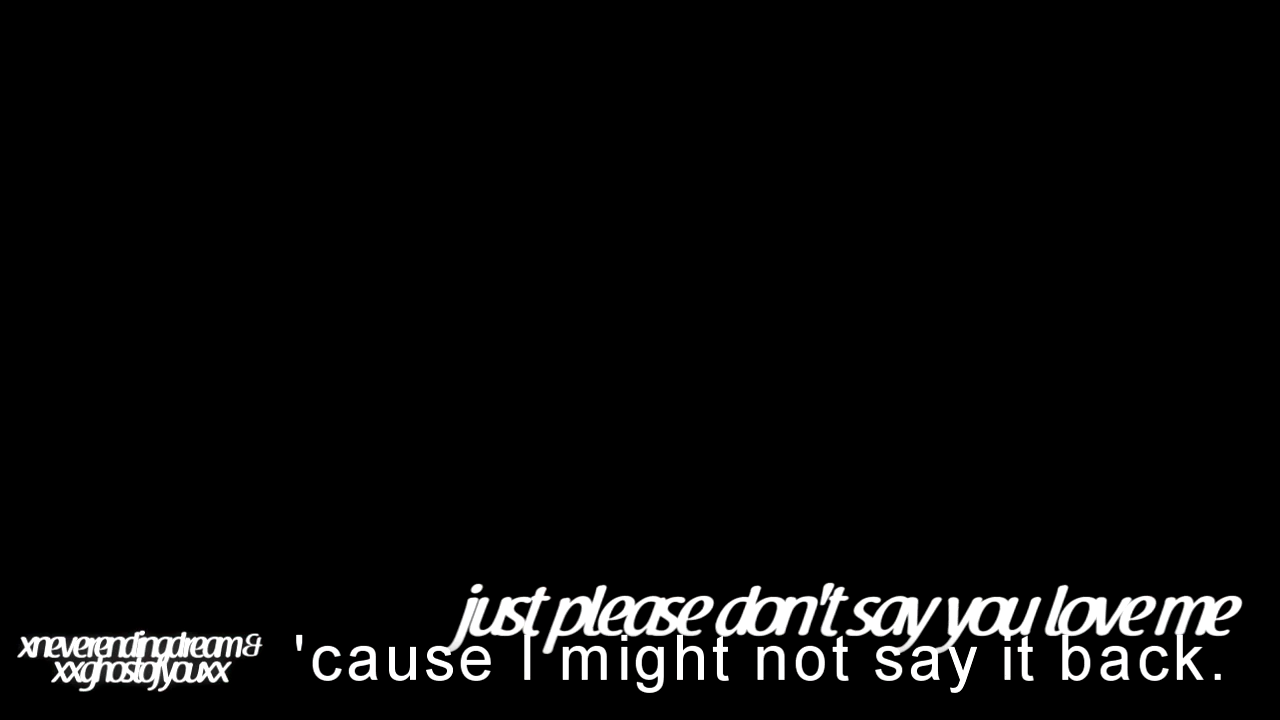 just please don't say you love me
'cause I might not say it back.
xneverendingdream &
xxghostofyouxx